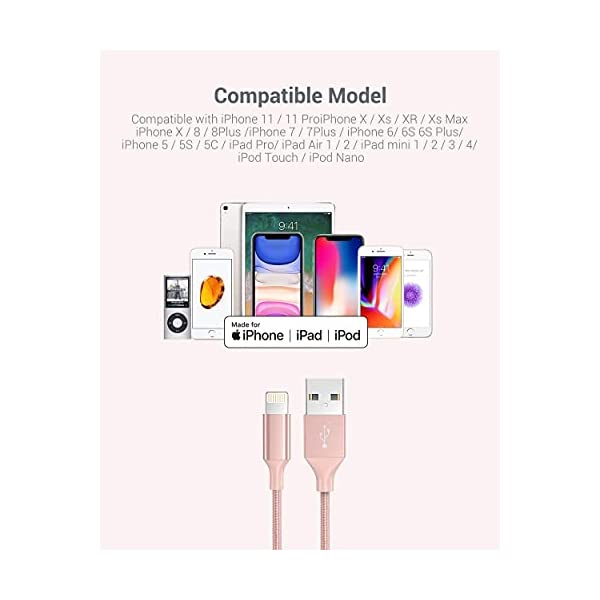 Compatible Model
Compatible with iPhone 11 / 11 ProiPhone X / Xs / XR / Xs Max
iPhone X / 8 / 8Plus /iPhone 7 / 7Plus / iPhone 6/ 6S 6S Plus/
iPhone 5 / 5S / 5C / iPad Pro/ iPad Air 1 / 2 / iPad mini 1 / 2 / 3 / 4/
iPod Touch / iPod Nano
9:41
Made for
iPhone | iPad | iPod